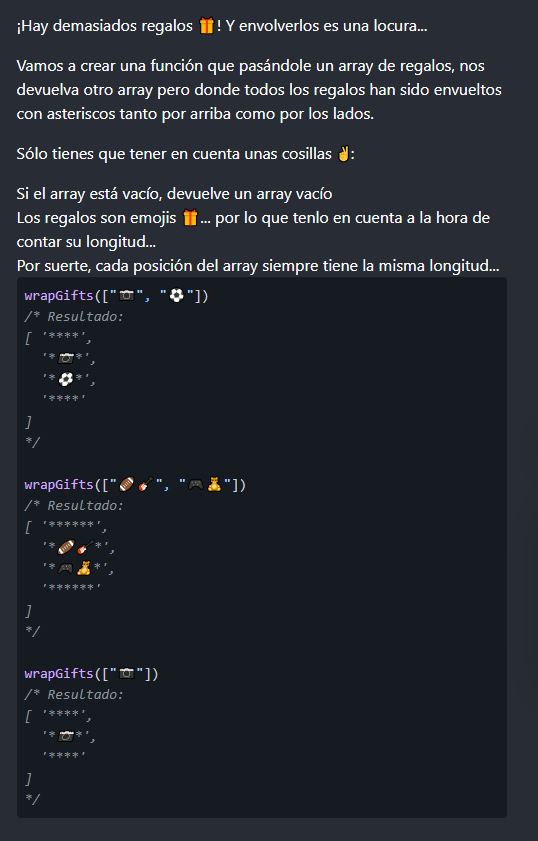 ¡Hay demasiados regalos 🎁! Y envolverlos es una locura...
Vamos a crear una función que pasándole un array de regalos, nos
devuelva otro array pero donde todos los regalos han sido envueltos
con asteriscos tanto por arriba como por los lados.
Sólo tienes que tener en cuenta unas cosillas ✌️:
Si el array está vacío, devuelve un array vacío
Los regalos son emojis 🎁... por lo que tenlo en cuenta a la hora de
contar su longitud...
Por suerte, cada posición del array siempre tiene la misma longitud...
wrapGifts(["📷", "⚽️"])
/* Resultado:
[ '****',
'*📷*',
'*⚽️*',
'****'
]
*/
wrapGifts(["🏈🎸", "🎮🧸"])
/* Resultado:
[ '******',
'*🏈🎸*',
'*🎮🧸*',
'******'
]
*/
wrapGifts(["📷"])
/* Resultado:
[ '****',
'*📷*',
'****'
]
*/